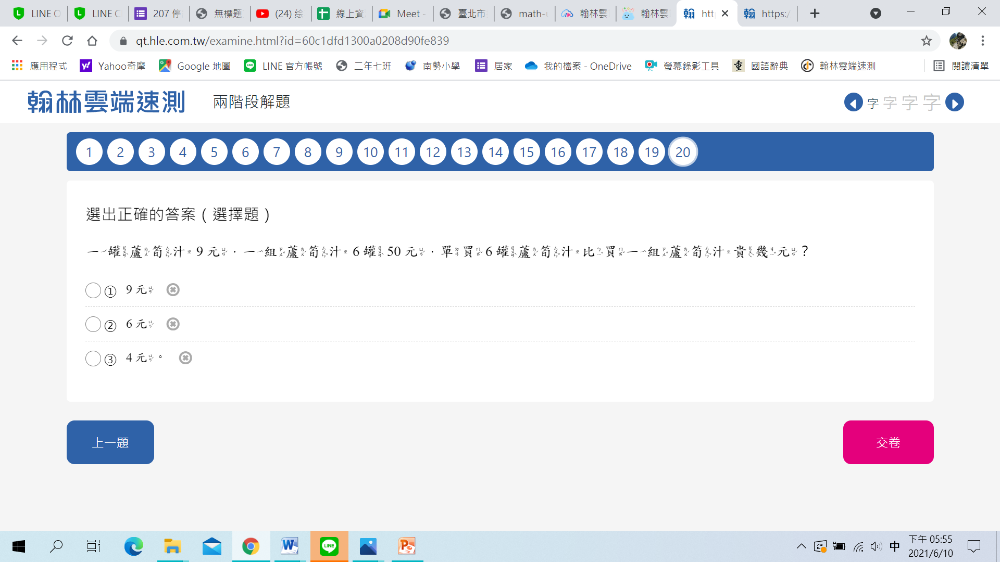 LINE O
LINE C
207 停
無標題
(24) 绘
線上資
Meet -
臺北市
math-u
翰林雲
翰林雲
翰 htt
翰 https:/
qt.hle.com.tw/examine.html?id=60c1dfd1300a0208d90fe839
應用程式
Yahoo奇摩
Google 地圖
LINE 官方帳號
二年七班
南勢小學
居家
我的檔案 - OneDrive
螢幕錄影工具
國語辭典
翰林雲端速測
閱讀清單
翰林雲端速測 兩階段解題 字 字 字 字
1 2 3 4 5 6 7 8 9 10 11 12 13 14 15 16 17 18 19 20
選出正確的答案（選擇題）
一罐蘆筍汁 9 元，一組蘆筍汁 6 罐 50 元，單買 6 罐蘆筍汁比買一組蘆筍汁貴幾元？
① 9 元
② 6 元
③ 4 元。
上一題
交卷
中
下午 05:55
2021/6/10